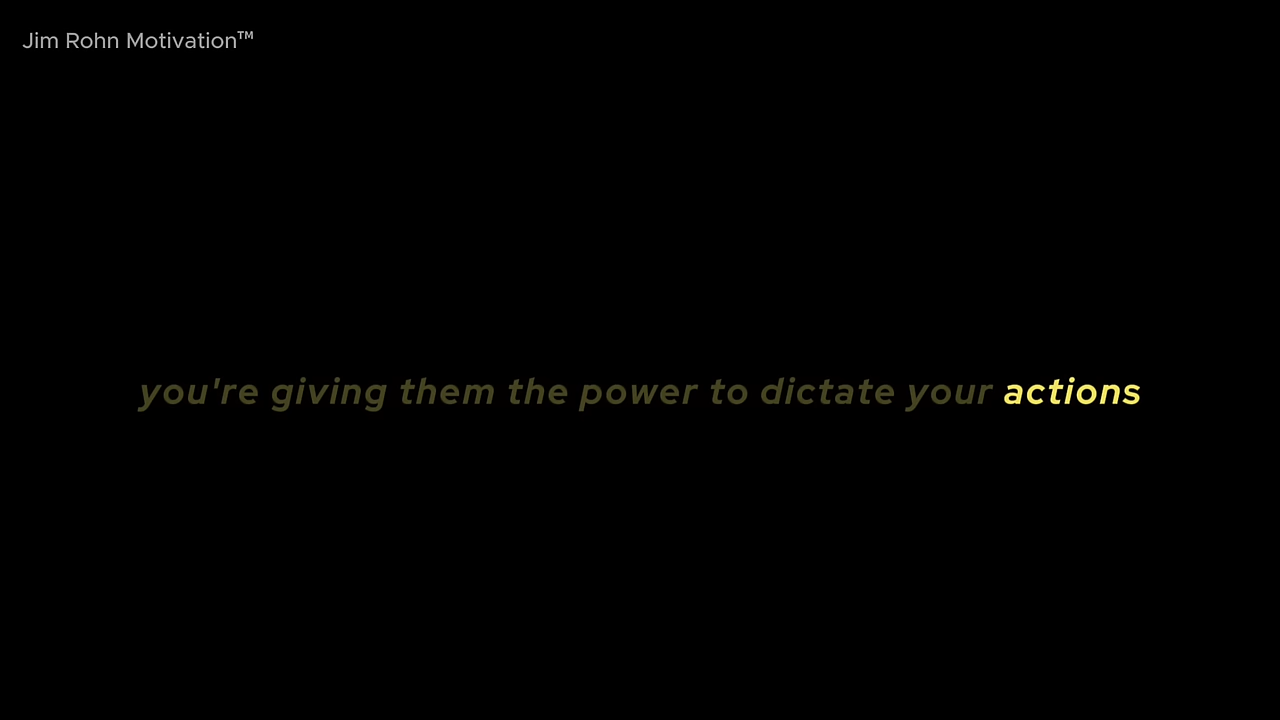 Jim Rohn Motivation™
you're giving them the power to dictate your actions